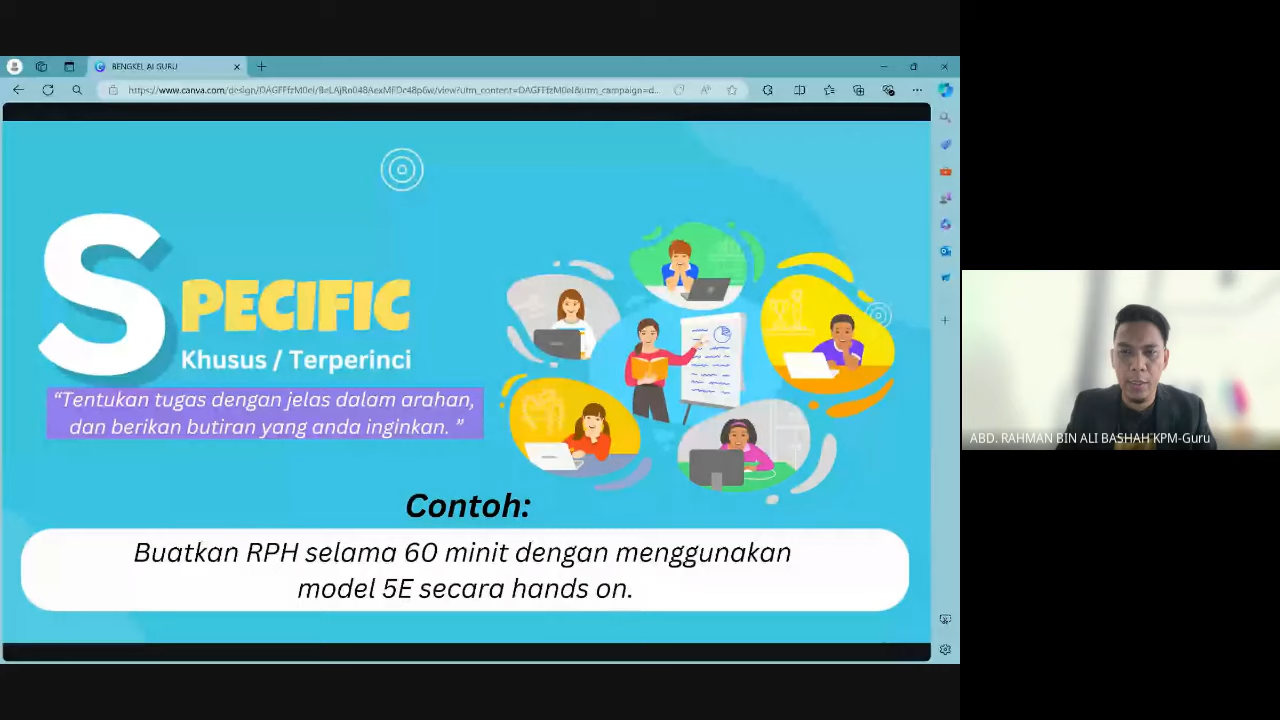 BENGKEL AI GURU
SPECIFIC
Khusus / Terperinci
“Tentukan tugas dengan jelas dalam arahan,
dan berikan butiran yang anda inginkan. ”
Contoh:
Buatkan RPH selama 60 minit dengan menggunakan
model 5E secara hands on.
ABD. RAHMAN BIN ALI BASHAH KPM-Guru